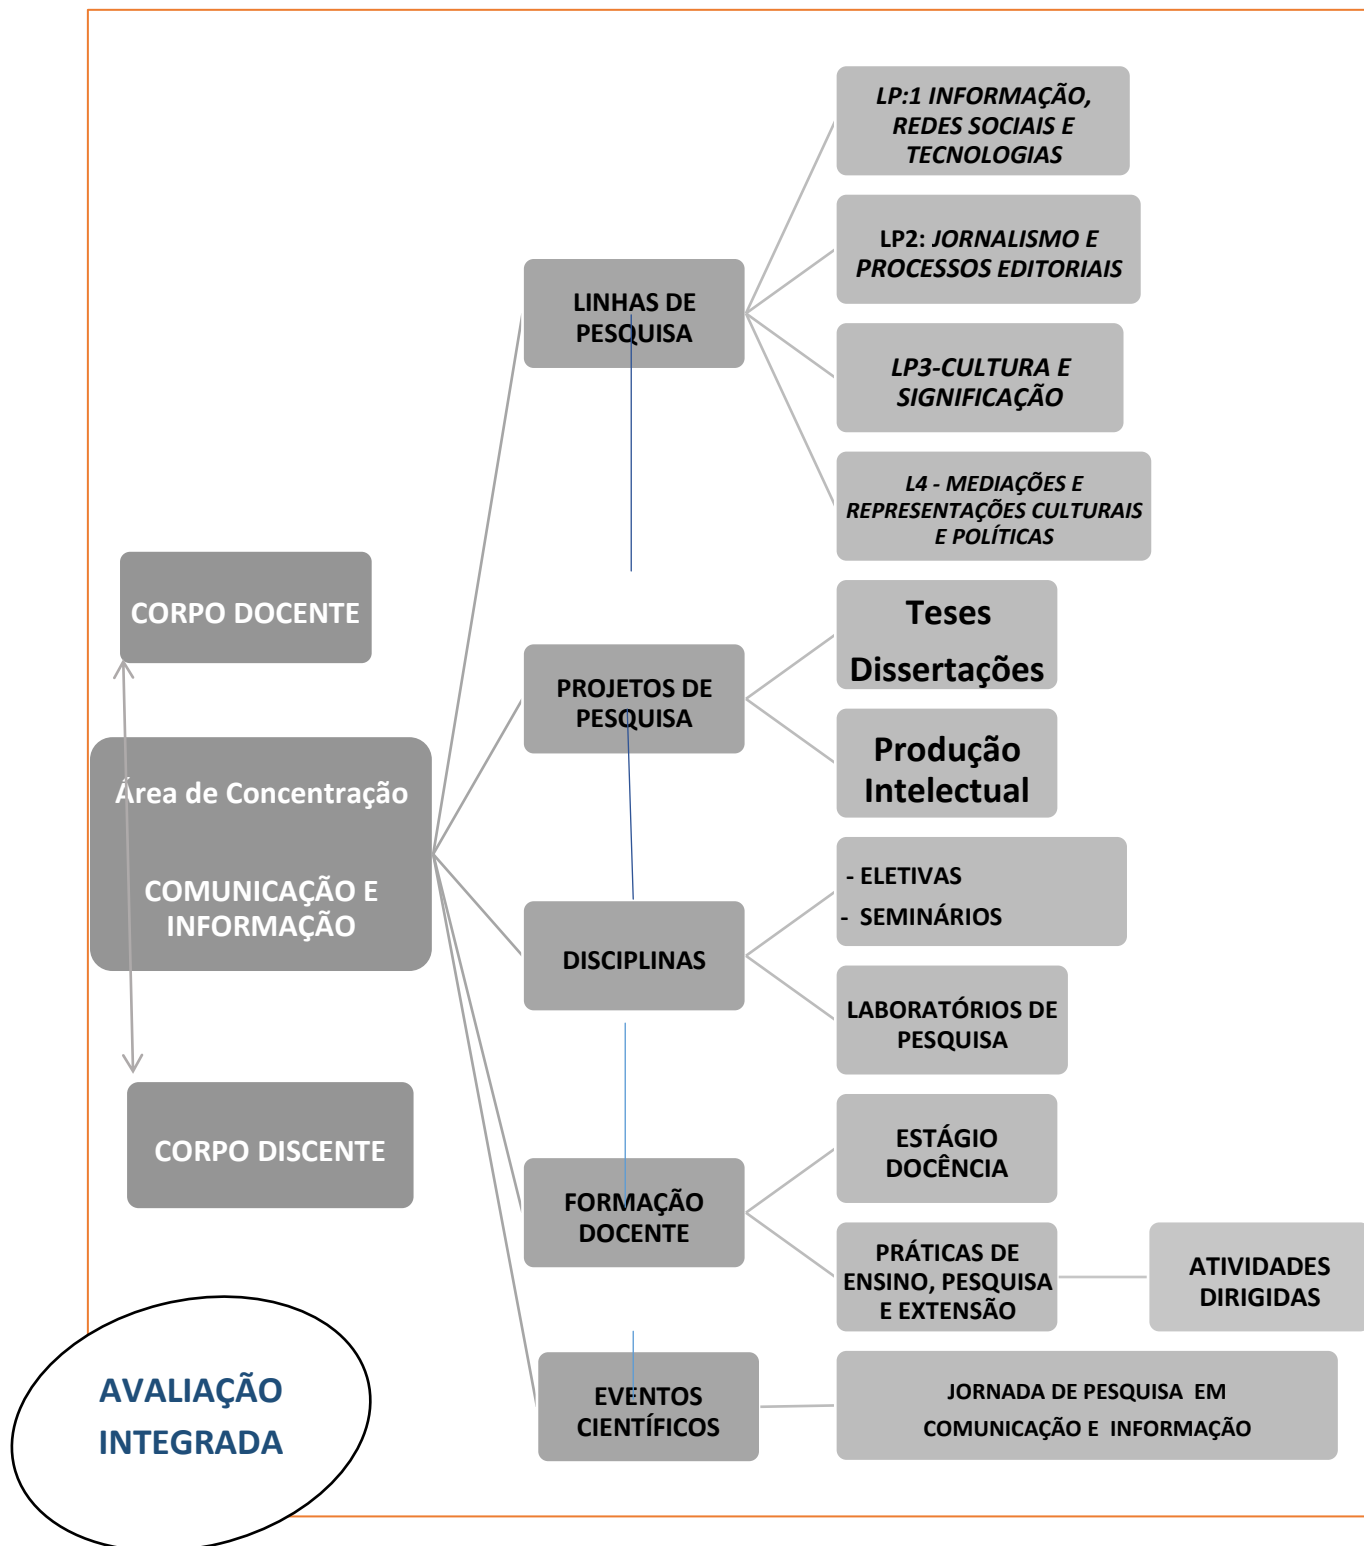 LP:1 INFORMAÇÃO,
REDES SOCIAIS E
TECNOLOGIAS
LP2: JORNALISMO E
PROCESSOS EDITORIAIS
LINHAS DE
PESQUISA
LP3-CULTURA E
SIGNIFICAÇÃO
L4 - MEDIAÇÕES E
REPRESENTAÇÕES CULTURAIS
E POLÍTICAS
CORPO DOCENTE
Teses
Dissertações
PROJETOS DE
PESQUISA
Produção
Intelectual
Área de Concentração
COMUNICAÇÃO E
INFORMAÇÃO
- ELETIVAS
- SEMINÁRIOS
DISCIPLINAS
LABORATÓRIOS DE
PESQUISA
CORPO DISCENTE
ESTÁGIO
DOCÊNCIA
FORMAÇÃO
DOCENTE
PRÁTICAS DE
ENSINO, PESQUISA
E EXTENSÃO
ATIVIDADES
DIRIGIDAS
AVALIAÇÃO
INTEGRADA
EVENTOS
CIENTÍFICOS
JORNADA DE PESQUISA EM
COMUNICAÇÃO E INFORMAÇÃO